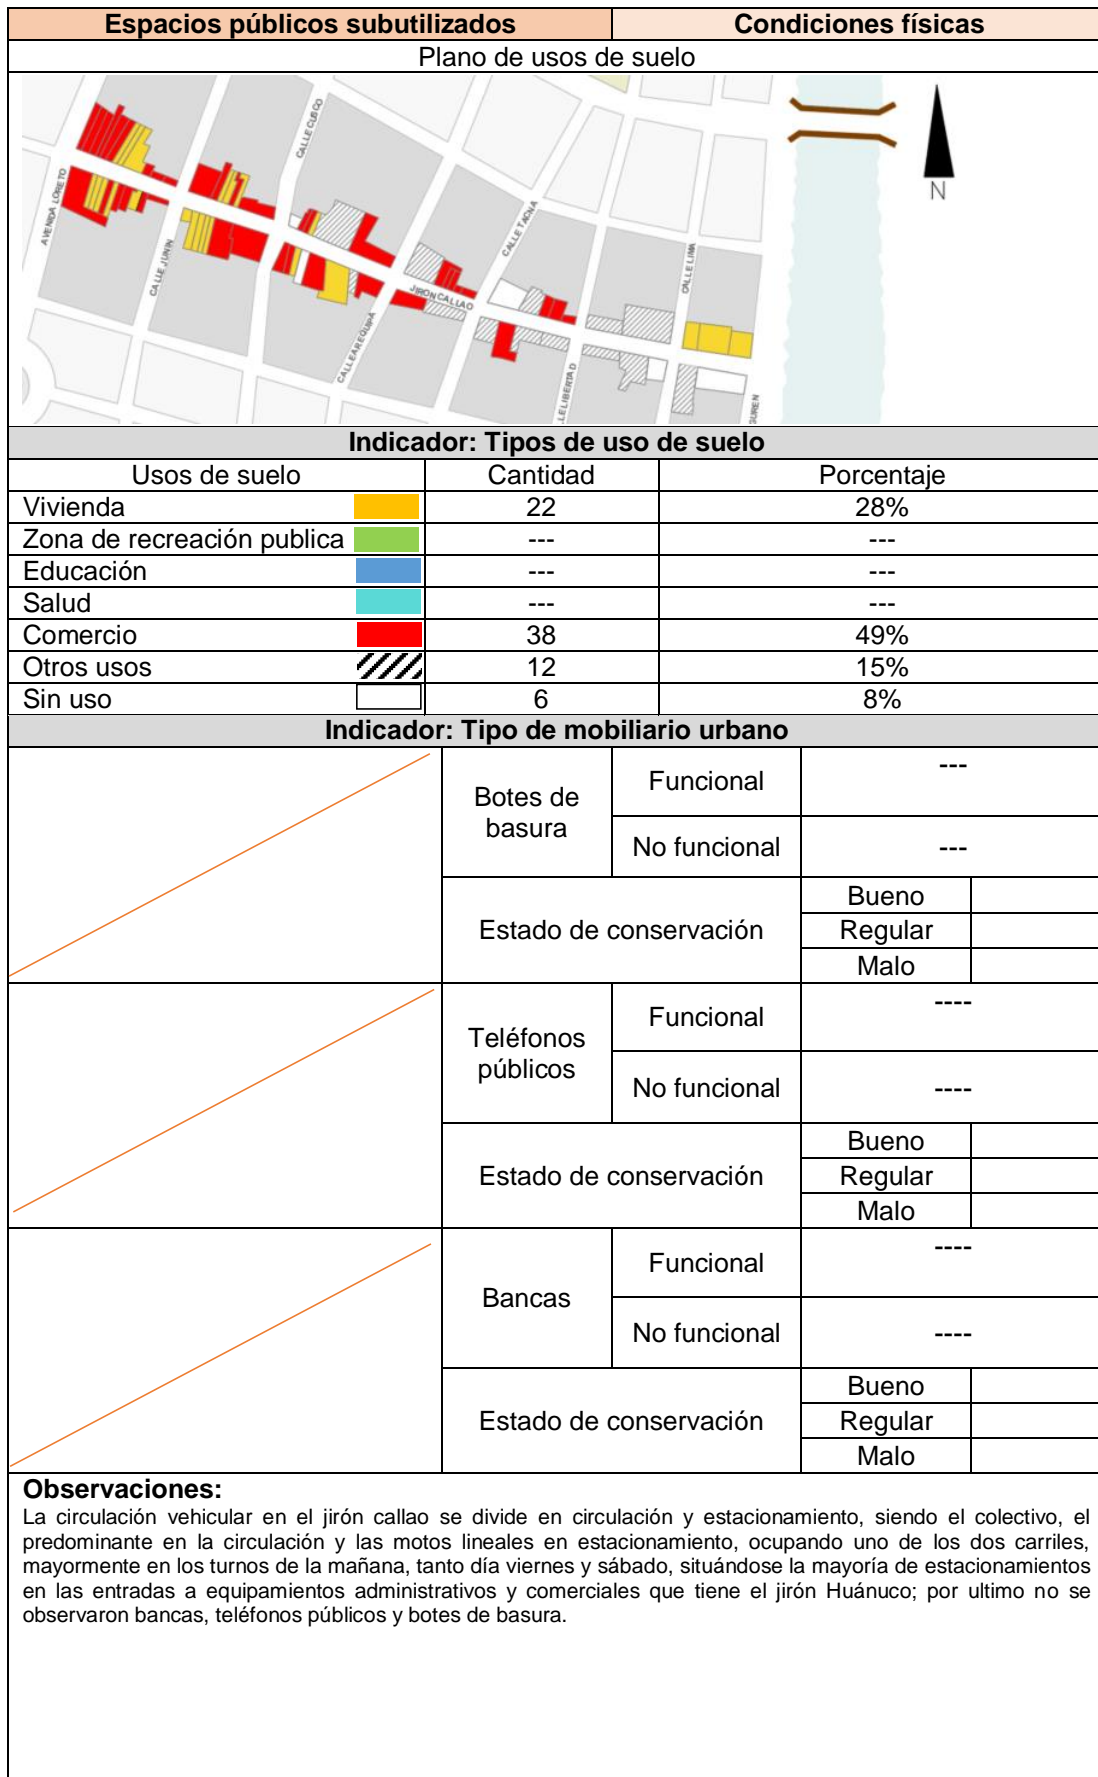 Espacios públicos subutilizados Condiciones físicas
Plano de usos de suelo
AVENIDA LORETO
CALLE JUNIN
CALLE CUSCO
CALLE AREQUIPA
JIRON CALLAO
CALLE TACNA
LLE LIBERTAD
CALLE LIMA
GUREN
N
Indicador: Tipos de uso de suelo
Usos de suelo Cantidad Porcentaje
Vivienda 22 28%
Zona de recreación publica --- ---
Educación --- ---
Salud --- ---
Comercio 38 49%
Otros usos 12 15%
Sin uso 6 8%
Indicador: Tipo de mobiliario urbano
Botes de basura
Funcional ---
No funcional ---
Estado de conservación
Bueno
Regular
Malo
Teléfonos públicos
Funcional ----
No funcional ----
Estado de conservación
Bueno
Regular
Malo
Bancas
Funcional ----
No funcional ----
Estado de conservación
Bueno
Regular
Malo
Observaciones:
La circulación vehicular en el jirón callao se divide en circulación y estacionamiento, siendo el colectivo, el
predominante en la circulación y las motos lineales en estacionamiento, ocupando uno de los dos carriles,
mayormente en los turnos de la mañana, tanto día viernes y sábado, situándose la mayoría de estacionamientos
en las entradas a equipamientos administrativos y comerciales que tiene el jirón Huánuco; por ultimo no se
observaron bancas, teléfonos públicos y botes de basura.